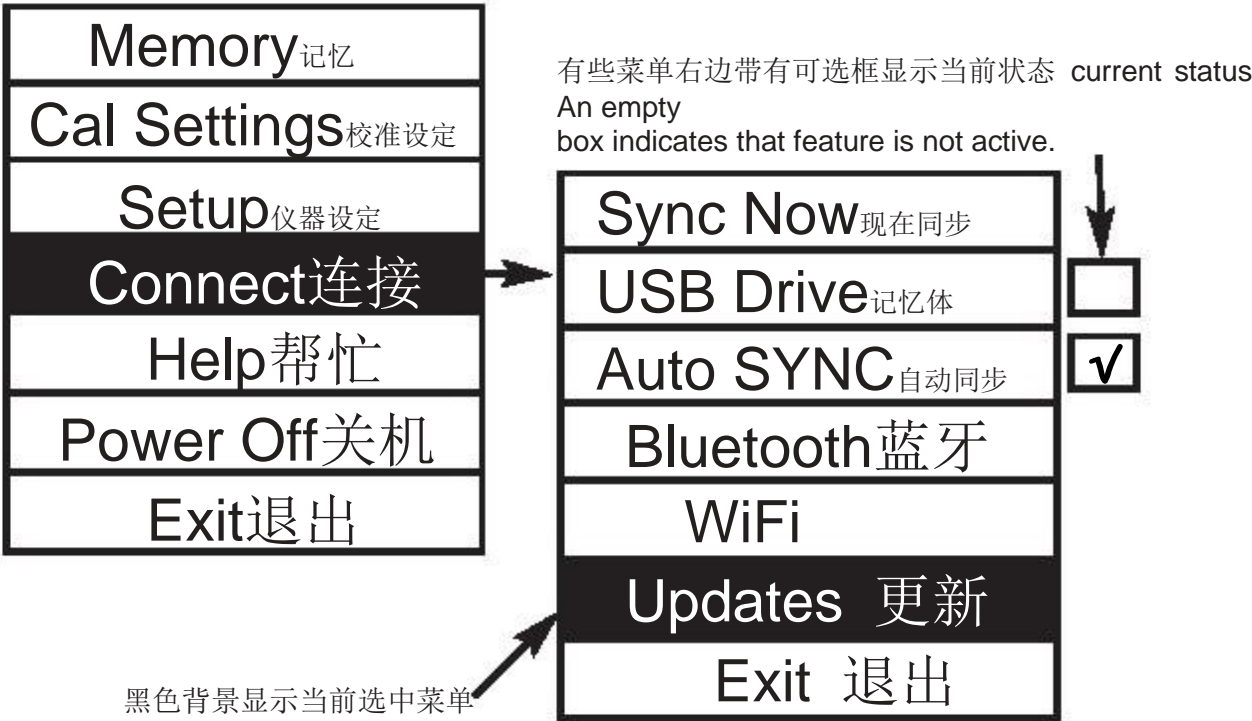 Memory记忆
Cal Settings校准设定
Setup仪器设定
Connect连接
Help帮忙
Power Off关机
Exit退出
有些菜单右边带有可选框显示当前状态 current status
An empty
box indicates that feature is not active.
Sync Now现在同步
USB Drive记忆体
Auto SYNC自动同步
√
Bluetooth蓝牙
WiFi
Updates 更新
Exit 退出
黑色背景显示当前选中菜单